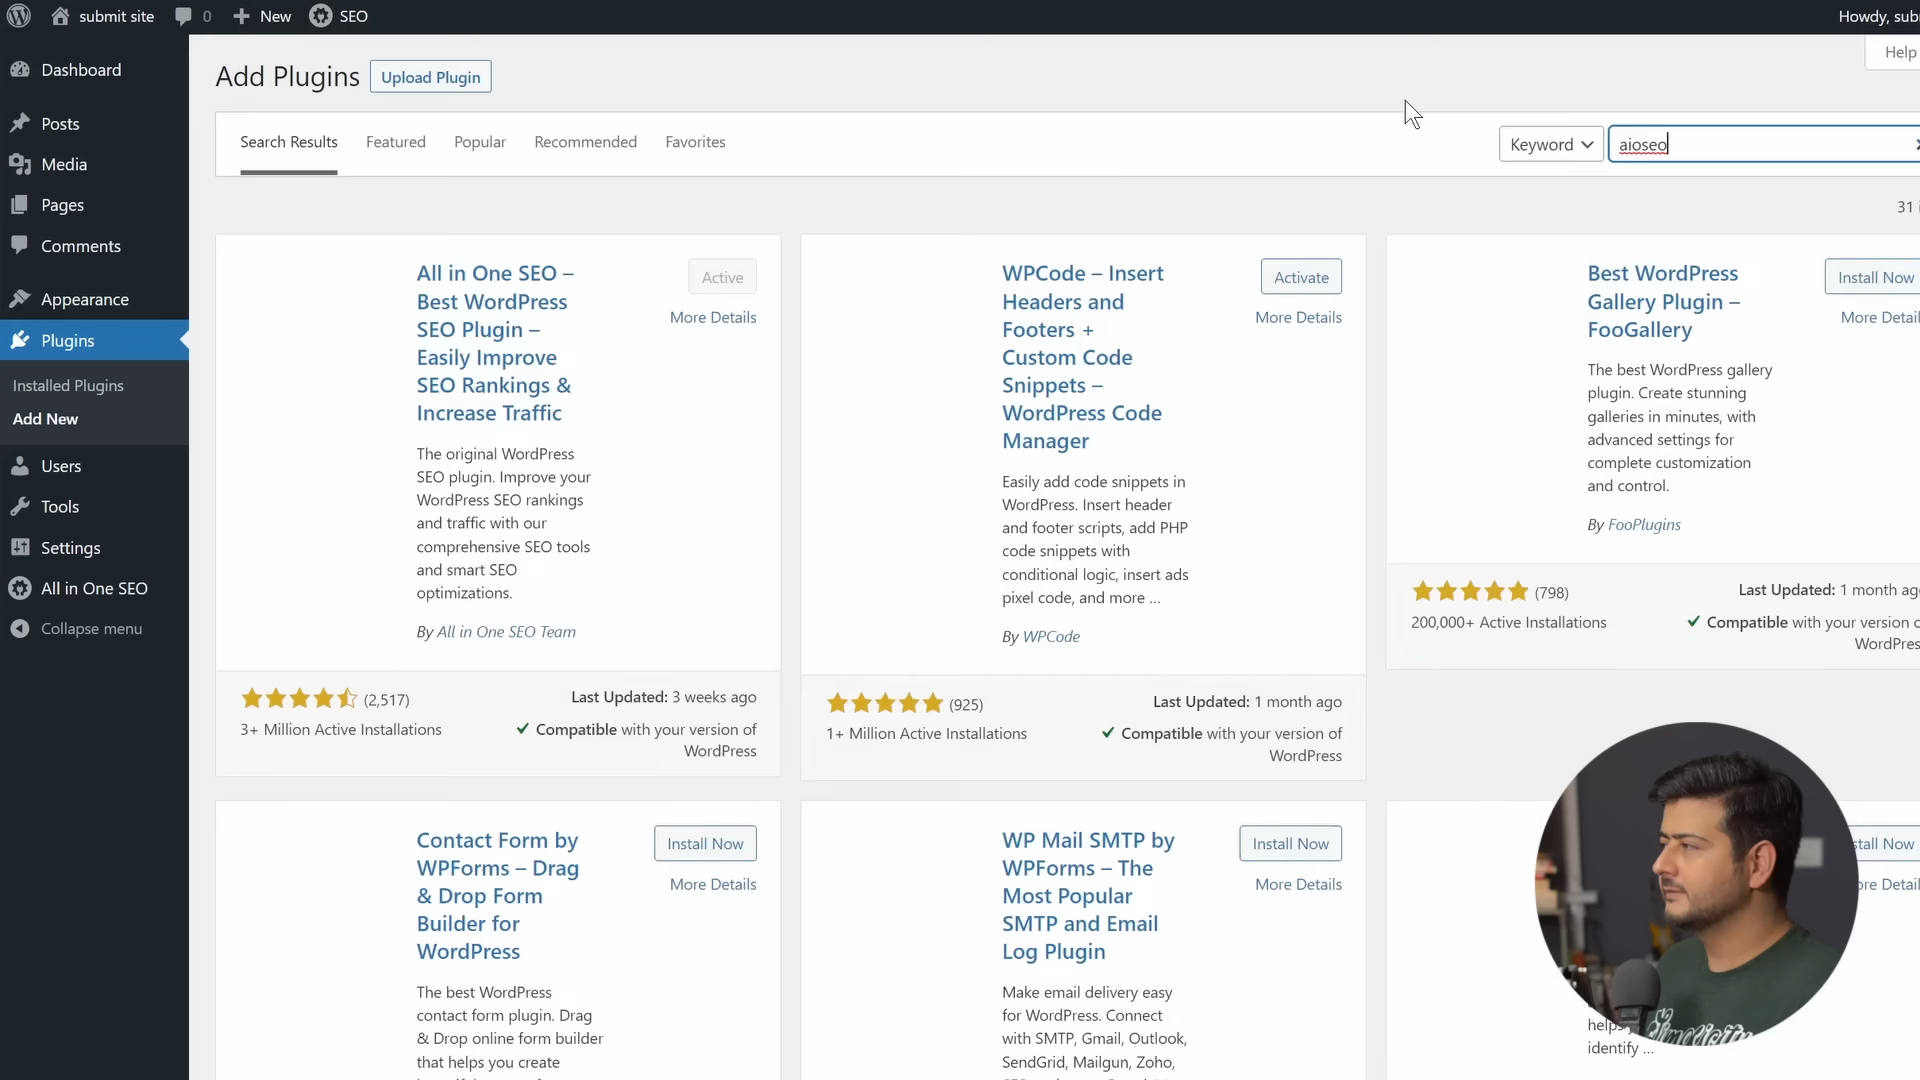 submit site
0
New
SEO
Howdy, sub
Dashboard
Posts
Media
Pages
Comments
Appearance
Plugins
Installed Plugins
Add New
Users
Tools
Settings
All in One SEO
Collapse menu
Help
Add Plugins
Upload Plugin
Search Results
Featured
Popular
Recommended
Favorites
Keyword
aioseo
31
All in One SEO –
Best WordPress
SEO Plugin –
Easily Improve
SEO Rankings &
Increase Traffic
Active
More Details
The original WordPress
SEO plugin. Improve your
WordPress SEO rankings
and traffic with our
comprehensive SEO tools
and smart SEO
optimizations.
By All in One SEO Team
(2,517)
3+ Million Active Installations
Last Updated: 3 weeks ago
Compatible with your version of
WordPress
WPCode – Insert
Headers and
Footers +
Custom Code
Snippets –
WordPress Code
Manager
Activate
More Details
Easily add code snippets in
WordPress. Insert header
and footer scripts, add PHP
code snippets with
conditional logic, insert ads
pixel code, and more ...
By WPCode
(925)
1+ Million Active Installations
Last Updated: 1 month ago
Compatible with your version of
WordPress
Best WordPress
Gallery Plugin –
FooGallery
Install Now
More Detail
The best WordPress gallery
plugin. Create stunning
galleries in minutes, with
advanced settings for
complete customization
and control.
By FooPlugins
(798)
200,000+ Active Installations
Last Updated: 1 month ago
Compatible with your version o
WordPres
Contact Form by
WPForms – Drag
& Drop Form
Builder for
WordPress
Install Now
More Details
The best WordPress
contact form plugin. Drag
& Drop online form builder
that helps you create
WP Mail SMTP by
WPForms – The
Most Popular
SMTP and Email
Log Plugin
Install Now
More Details
Make email delivery easy
for WordPress. Connect
with SMTP, Gmail, Outlook,
SendGrid, Mailgun, Zoho,
stall Now
ore Detail
helps
identify ...